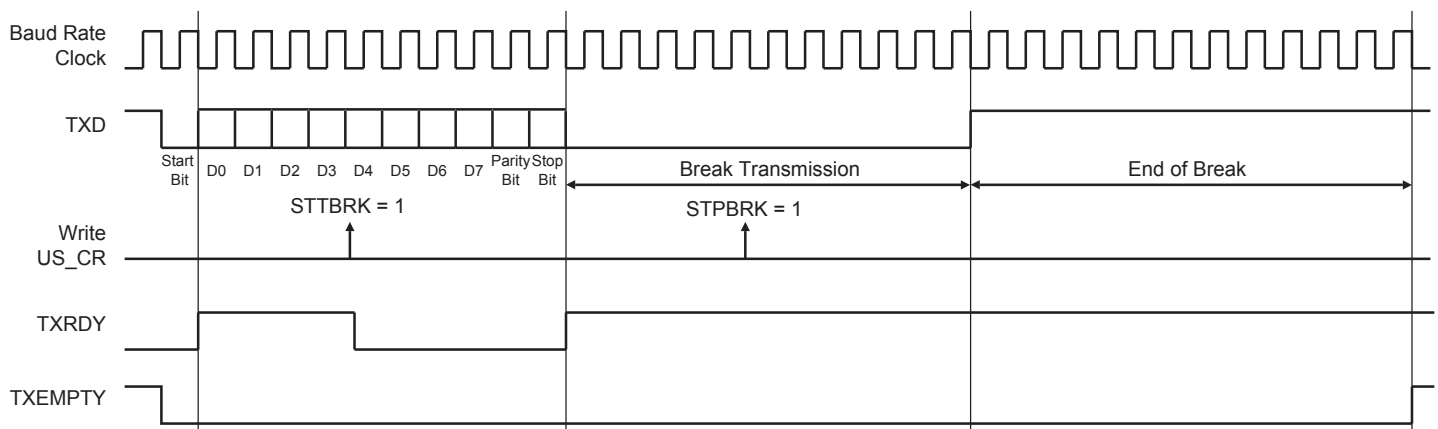 Baud Rate
Clock
TXD
Start
Bit
D0 D1 D2 D3 D4 D5 D6 D7
Parity
Bit
Stop
Bit
Break Transmission
End of Break
STTBRK = 1
STPBRK = 1
Write
US_CR
TXRDY
TXEMPTY